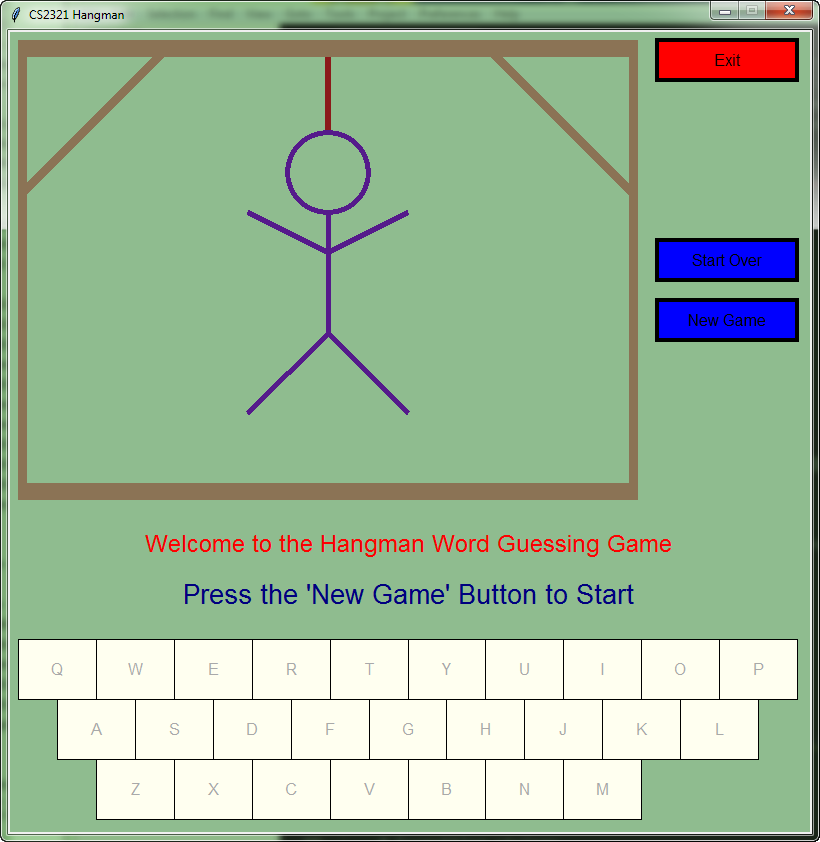 CS2321 Hangman
Exit
Start Over
New Game
Welcome to the Hangman Word Guessing Game
Press the 'New Game' Button to Start
Q W E R T Y U I O P
A S D F G H J K L
Z X C V B N M